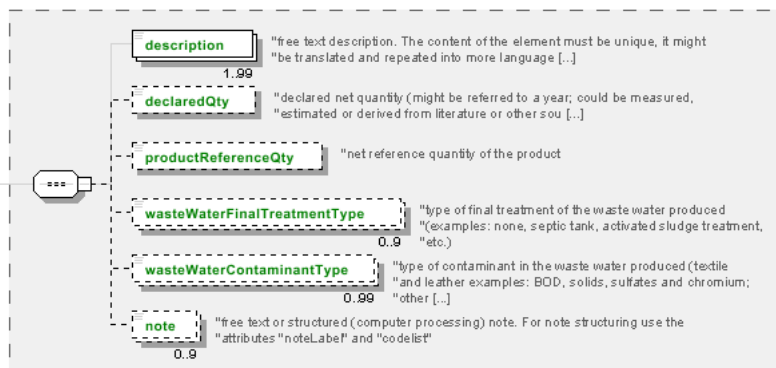 description
"free text description. The content of the element must be unique, it might
"be translated and repeated into more language [...]
1..99
declaredQty
"declared net quantity (might be referred to a year; could be measured,
"estimated or derived from literature or other sou [...]
productReferenceQty
"net reference quantity of the product
wasteWaterFinalTreatmentType
"type of final treatment of the waste water produced
"(examples: none, septic tank, activated sludge treatment,
"etc.)
0..9
wasteWaterContaminantType
"type of contaminant in the waste water produced (textile
"and leather examples: BOD, solids, sulfates and chromium;
"other [...]
0..99
note
"free text or structured (computer processing) note. For note structuring use the
"attributes "noteLabel" and "codelist"
0..9